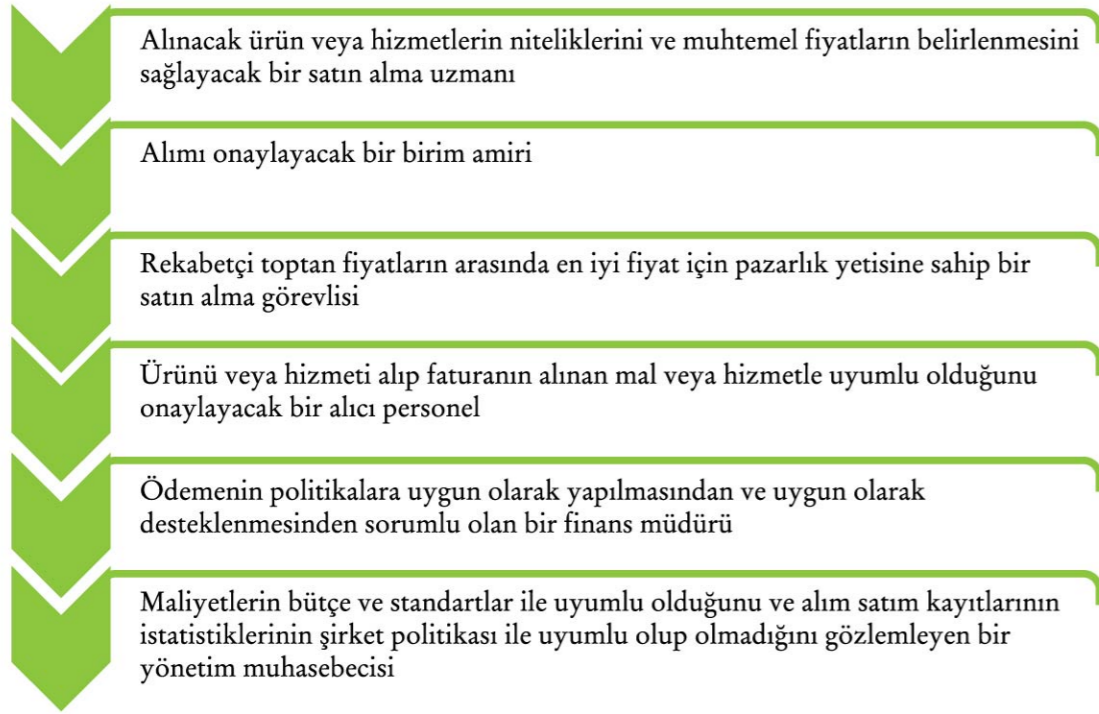 Alınacak ürün veya hizmetlerin niteliklerini ve muhtemel fiyatların belirlenmesini
sağlayacak bir satın alma uzmanı
Alımı onaylayacak bir birim amiri
Rekabetçi toptan fiyatların arasında en iyi fiyat için pazarlık yetisine sahip bir
satın alma görevlisi
Ürünü veya hizmeti alıp faturanın alınan mal veya hizmetle uyumlu olduğunu
onaylayacak bir alıcı personel
Ödemenin politikalara uygun olarak yapılmasından ve uygun olarak
desteklenmesinden sorumlu olan bir finans müdürü
Maliyetlerin bütçe ve standartlar ile uyumlu olduğunu ve alım satım kayıtlarının
istatistiklerinin şirket politikası ile uyumlu olup olmadığını gözlemleyen bir
yönetim muhasebecisi